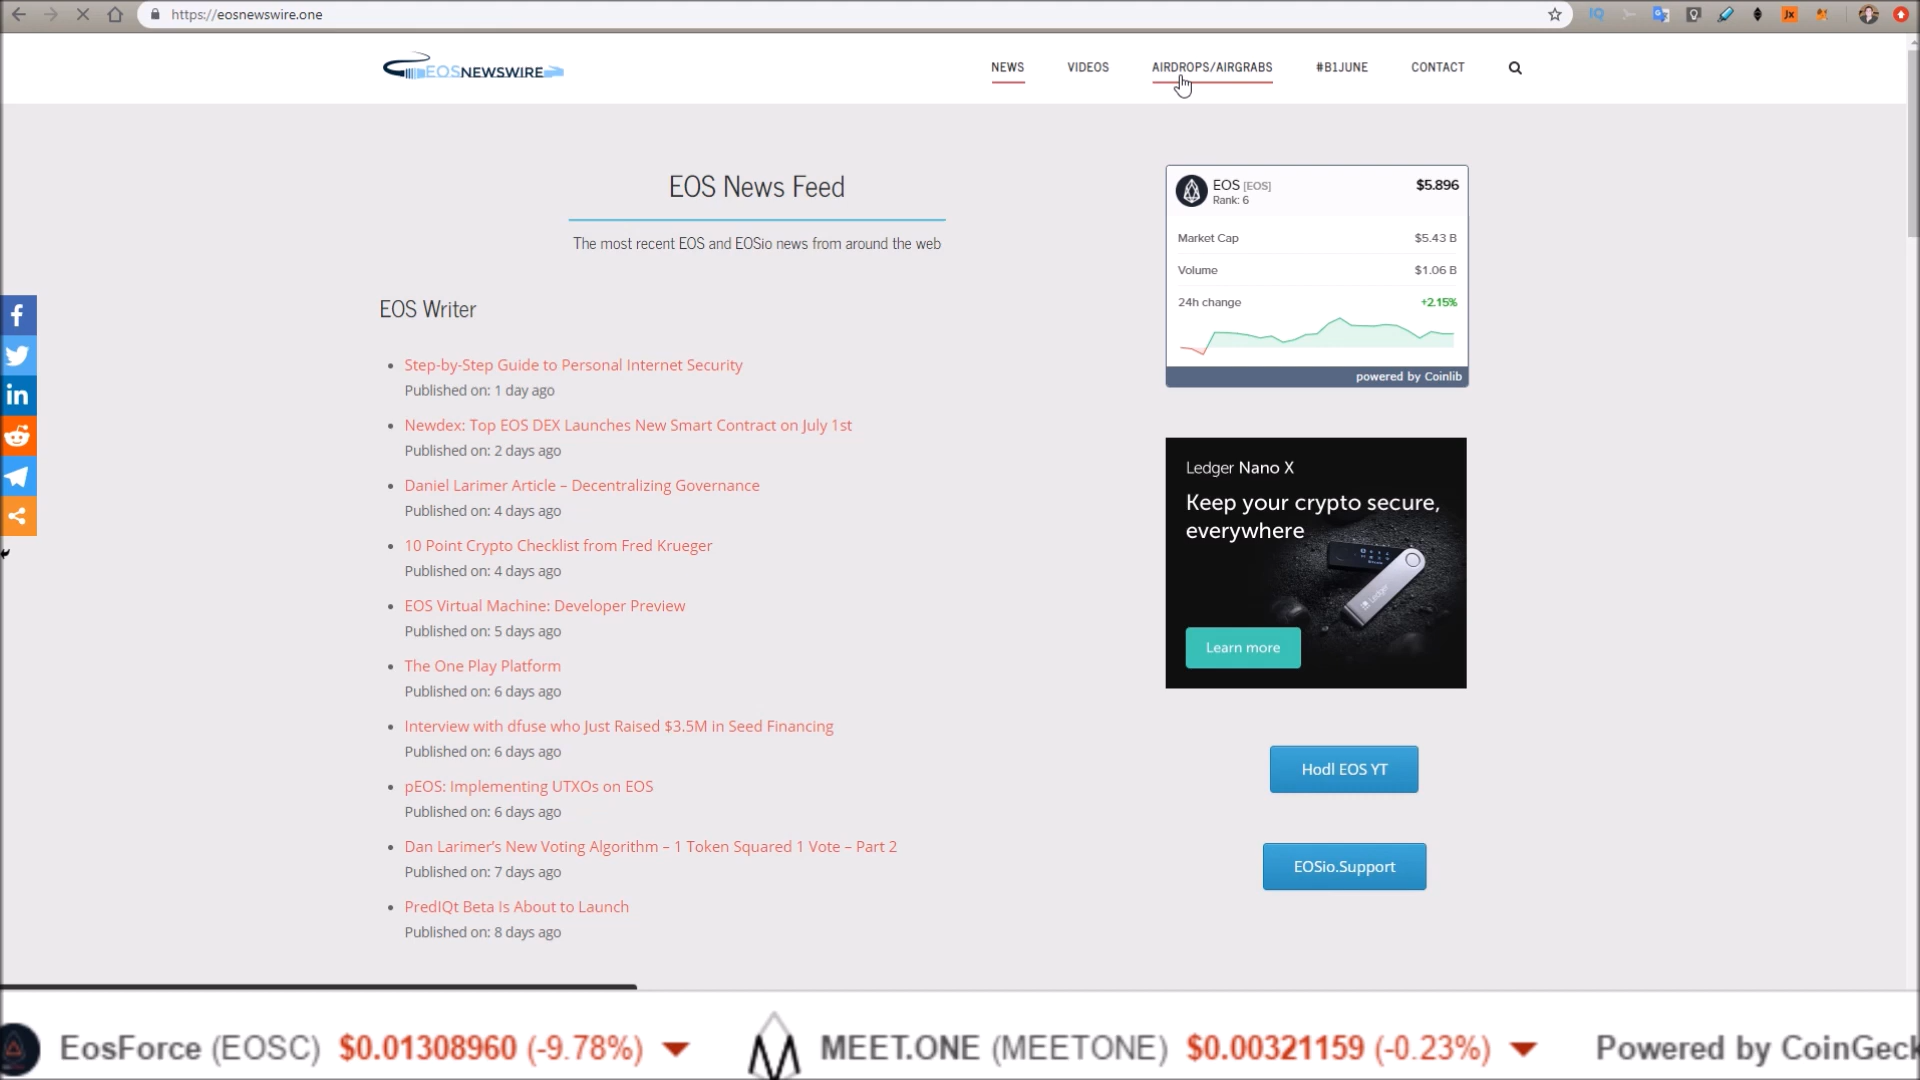 https://eosnewswire.one
EOSNEWSWIRE
NEWS VIDEOS AIRDROPS/AIRGRABS #B1JUNE CONTACT
EOS News Feed
The most recent EOS and EOSio news from around the web
EOS Writer
Step-by-Step Guide to Personal Internet Security
Published on: 1 day ago
Newdex: Top EOS DEX Launches New Smart Contract on July 1st
Published on: 2 days ago
Daniel Larimer Article – Decentralizing Governance
Published on: 4 days ago
10 Point Crypto Checklist from Fred Krueger
Published on: 4 days ago
EOS Virtual Machine: Developer Preview
Published on: 5 days ago
The One Play Platform
Published on: 6 days ago
Interview with dfuse who Just Raised $3.5M in Seed Financing
Published on: 6 days ago
pEOS: Implementing UTXOs on EOS
Published on: 6 days ago
Dan Larimer's New Voting Algorithm – 1 Token Squared 1 Vote – Part 2
Published on: 7 days ago
PredIQt Beta Is About to Launch
Published on: 8 days ago
EOS [EOS] $5.896
Rank: 6
Market Cap $5.43 B
Volume $1.06 B
24h change +2.15%
powered by Coinlib
Ledger Nano X
Keep your crypto secure,
everywhere
Ledger
Learn more
Hodl EOS YT
EOSio.Support
EosForce (EOSC) $0.01308960 (-9.78%) MEET.ONE (MEETONE) $0.00321159 (-0.23%) Powered by CoinGeck